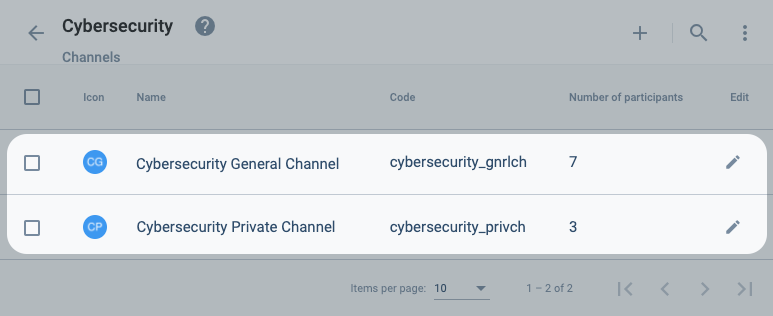 Cybersecurity ?
Channels
Icon Name Code Number of participants Edit
CG Cybersecurity General Channel cybersecurity_gnrlch 7
CP Cybersecurity Private Channel cybersecurity_privch 3
Items per page: 10 1 – 2 of 2